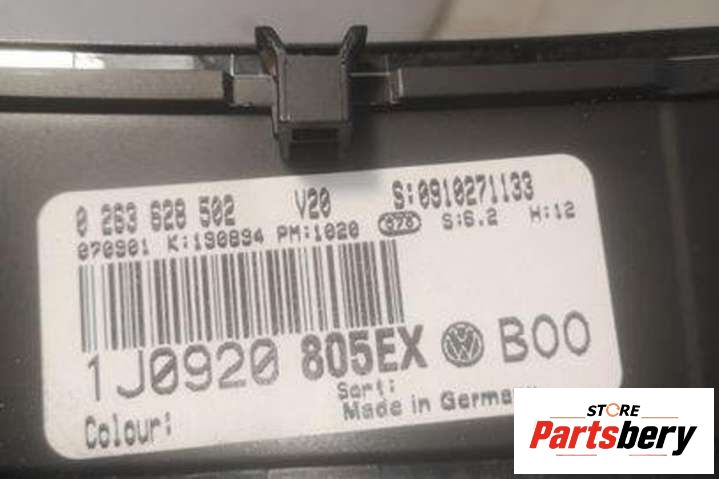 0 263 628 502 V20 S:0910271133
070901 K:190894 PM:1020 S:6.2 H:12
1J0920 805EX B00
Sort:
Colour: Made in Germany
STORE
Partsbery